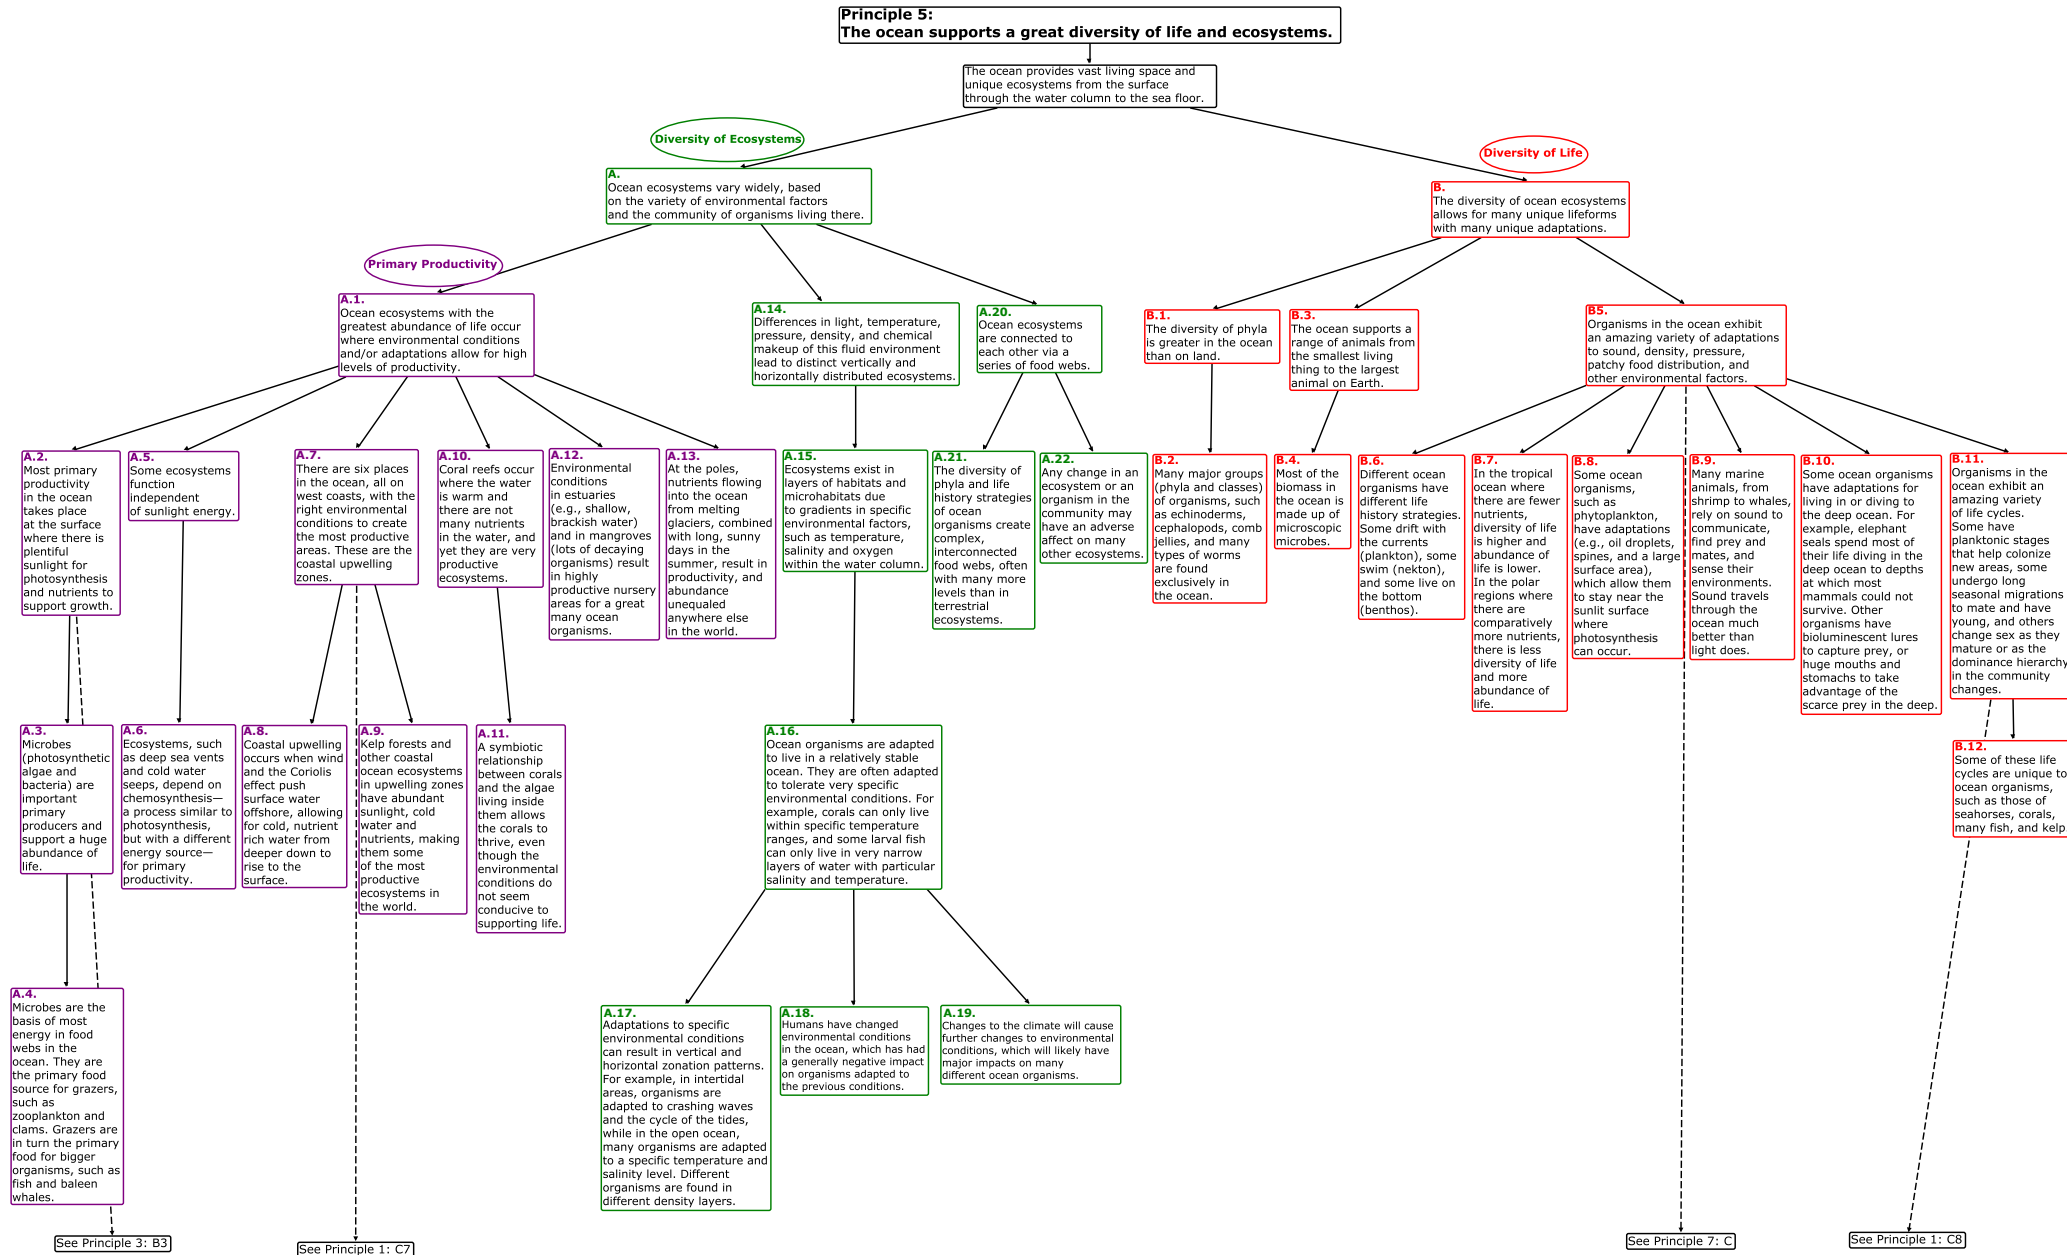 Principle 5:
The ocean supports a great diversity of life and ecosystems.
The ocean provides vast living space and
unique ecosystems from the surface
through the water column to the sea floor.
Diversity of Ecosystems
Diversity of Life
A.
Ocean ecosystems vary widely, based
on the variety of environmental factors
and the community of organisms living there.
B.
The diversity of ocean ecosystems
allows for many unique lifeforms
with many unique adaptations.
Primary Productivity
A.1.
Ocean ecosystems with the
greatest abundance of life occur
where environmental conditions
and/or adaptations allow for high
levels of productivity.
A.14.
Differences in light, temperature,
pressure, density, and chemical
makeup of this fluid environment
lead to distinct vertically and
horizontally distributed ecosystems.
A.20.
Ocean ecosystems
are connected to
each other via a
series of food webs.
B.1.
The diversity of phyla
is greater in the ocean
than on land.
B.3.
The ocean supports a
range of animals from
the smallest living
thing to the largest
animal on Earth.
B5.
Organisms in the ocean exhibit
an amazing variety of adaptations
to sound, density, pressure,
patchy food distribution, and
other environmental factors.
A.2.
Most primary
productivity
in the ocean
takes place
at the surface
where there is
plentiful
sunlight for
photosynthesis
and nutrients to
support growth.
A.5.
Some ecosystems
function
independent
of sunlight energy.
A.7.
There are six places
in the ocean, all on
west coasts, with the
right environmental
conditions to create
the most productive
areas. These are the
coastal upwelling
zones.
A.10.
Coral reefs occur
where the water
is warm and
there are not
many nutrients
in the water, and
yet they are very
productive
ecosystems.
A.12.
Environmental
conditions
in estuaries
(e.g., shallow,
brackish water)
and in mangroves
(lots of decaying
organisms) result
in highly
productive nursery
areas for a great
many ocean
organisms.
A.13.
At the poles,
nutrients flowing
into the ocean
from melting
glaciers, combined
with long, sunny
days in the
summer, result in
productivity, and
abundance
unequaled
anywhere else
in the world.
A.15.
Ecosystems exist in
layers of habitats and
microhabitats due
to gradients in specific
environmental factors,
such as temperature,
salinity and oxygen
within the water column.
A.21.
The diversity of
phyla and life
history strategies
of ocean
organisms create
complex,
interconnected
food webs, often
with many more
levels than in
terrestrial
ecosystems.
A.22.
Any change in an
ecosystem or an
organism in the
community may
have an adverse
affect on many
other ecosystems.
B.2.
Many major groups
(phyla and classes)
of organisms, such
as echinoderms,
cephalopods, comb
jellies, and many
types of worms
are found
exclusively in
the ocean.
B.4.
Most of the
biomass in
the ocean is
made up of
microscopic
microbes.
B.6.
Different ocean
organisms have
different life
history strategies.
Some drift with
the currents
(plankton), some
swim (nekton),
and some live on
the bottom
(benthos).
B.7.
In the tropical
ocean where
there are fewer
nutrients,
diversity of life
is higher and
abundance of
life is lower.
In the polar
regions where
there are
comparatively
more nutrients,
there is less
diversity of life
and more
abundance of
life.
B.8.
Some ocean
organisms,
such as
phytoplankton,
have adaptations
(e.g., oil droplets,
spines, and a large
surface area),
which allow them
to stay near the
sunlit surface
where
photosynthesis
can occur.
B.9.
Many marine
animals, from
shrimp to whales,
rely on sound to
communicate,
find prey and
mates, and
sense their
environments.
Sound travels
through the
ocean much
better than
light does.
B.10.
Some ocean organisms
have adaptations for
living in or diving to
the deep ocean. For
example, elephant
seals spend most of
their life diving in the
deep ocean to depths
at which most
mammals could not
survive. Other
organisms have
bioluminescent lures
to capture prey, or
huge mouths and
stomachs to take
advantage of the
scarce prey in the deep.
B.11.
Organisms in the
ocean exhibit an
amazing variety
of life cycles.
Some have
planktonic stages
that help colonize
new areas, some
undergo long
seasonal migrations
to mate and have
young, and others
change sex as they
mature or as the
dominance hierarchy
in the community
changes.
A.3.
Microbes
(photosynthetic
algae and
bacteria) are
important
primary
producers and
support a huge
abundance of
life.
A.6.
Ecosystems, such
as deep sea vents
and cold water
seeps, depend on
chemosynthesis—
a process similar to
photosynthesis,
but with a different
energy source—
for primary
productivity.
A.8.
Coastal upwelling
occurs when wind
and the Coriolis
effect push
surface water
offshore, allowing
for cold, nutrient
rich water from
deeper down to
rise to the
surface.
A.9.
Kelp forests and
other coastal
ocean ecosystems
in upwelling zones
have abundant
sunlight, cold
water and
nutrients, making
them some
of the most
productive
ecosystems in
the world.
A.11.
A symbiotic
relationship
between corals
and the algae
living inside
them allows
the corals to
thrive, even
though the
environmental
conditions do
not seem
conducive to
supporting life.
A.16.
Ocean organisms are adapted
to live in a relatively stable
ocean. They are often adapted
to tolerate very specific
environmental conditions. For
example, corals can only live
within specific temperature
ranges, and some larval fish
can only live in very narrow
layers of water with particular
salinity and temperature.
B.12.
Some of these life
cycles are unique to
ocean organisms,
such as those of
seahorses, corals,
many fish, and kelp.
A.4.
Microbes are the
basis of most
energy in food
webs in the
ocean. They are
the primary food
source for grazers,
such as
zooplankton and
clams. Grazers are
in turn the primary
food for bigger
organisms, such as
fish and baleen
whales.
A.17.
Adaptations to specific
environmental conditions
can result in vertical and
horizontal zonation patterns.
For example, in intertidal
areas, organisms are
adapted to crashing waves
and the cycle of the tides,
while in the open ocean,
many organisms are adapted
to a specific temperature and
salinity level. Different
organisms are found in
different density layers.
A.18.
Humans have changed
environmental conditions
in the ocean, which has had
a generally negative impact
on organisms adapted to
the previous conditions.
A.19.
Changes to the climate will cause
further changes to environmental
conditions, which will likely have
major impacts on many
different ocean organisms.
See Principle 3: B3
See Principle 1: C7
See Principle 7: C
See Principle 1: C8